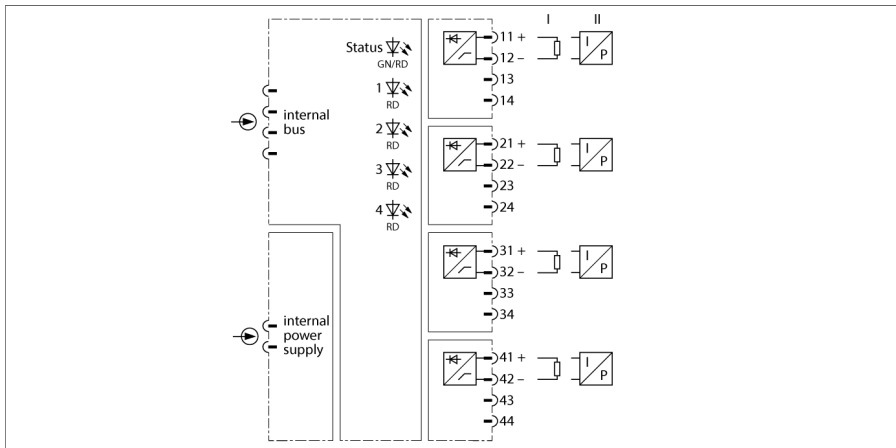 I II
Status
GN/RD
1
RD
2
RD
3
RD
4
RD
internal
bus
internal
power
supply
11 +
12 –
13
14
I
P
21 +
22 –
23
24
I
P
31 +
32 –
33
34
I
P
41 +
42 –
43
44
I
P